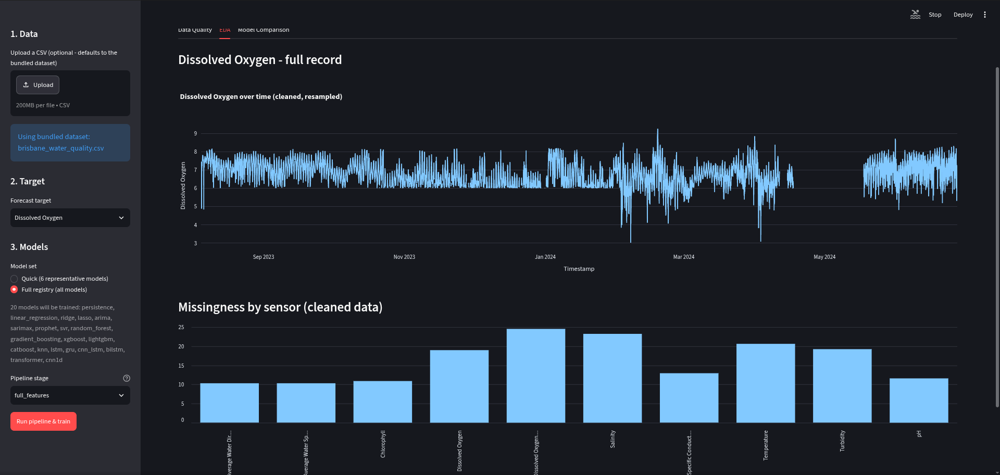 1. Data
Upload a CSV (optional - defaults to the
bundled dataset)
Upload
200MB per file • CSV
Using bundled dataset:
brisbane_water_quality.csv
2. Target
Forecast target
Dissolved Oxygen
3. Models
Model set
Quick (6 representative models)
Full registry (all models)
20 models will be trained: persistence,
linear_regression, ridge, lasso, arima,
sarimax, prophet, svr, random_forest,
gradient_boosting, xgboost, lightgbm,
catboost, knn, lstm, gru, cnn_lstm, bilstm,
transformer, cnn1d
Pipeline stage
full_features
Run pipeline & train
Stop Deploy
Data Quality EDA Model Comparison
Dissolved Oxygen - full record
Dissolved Oxygen over time (cleaned, resampled)
Dissolved Oxygen
9
8
7
6
5
4
3
Sep 2023 Nov 2023 Jan 2024 Mar 2024 May 2024
Timestamp
Missingness by sensor (cleaned data)
25
20
15
10
5
0
Average Water Dir…
Average Water Sp…
Chlorophyll
Dissolved Oxygen
Dissolved Oxygen…
Salinity
Specific Conduct…
Temperature
Turbidity
pH